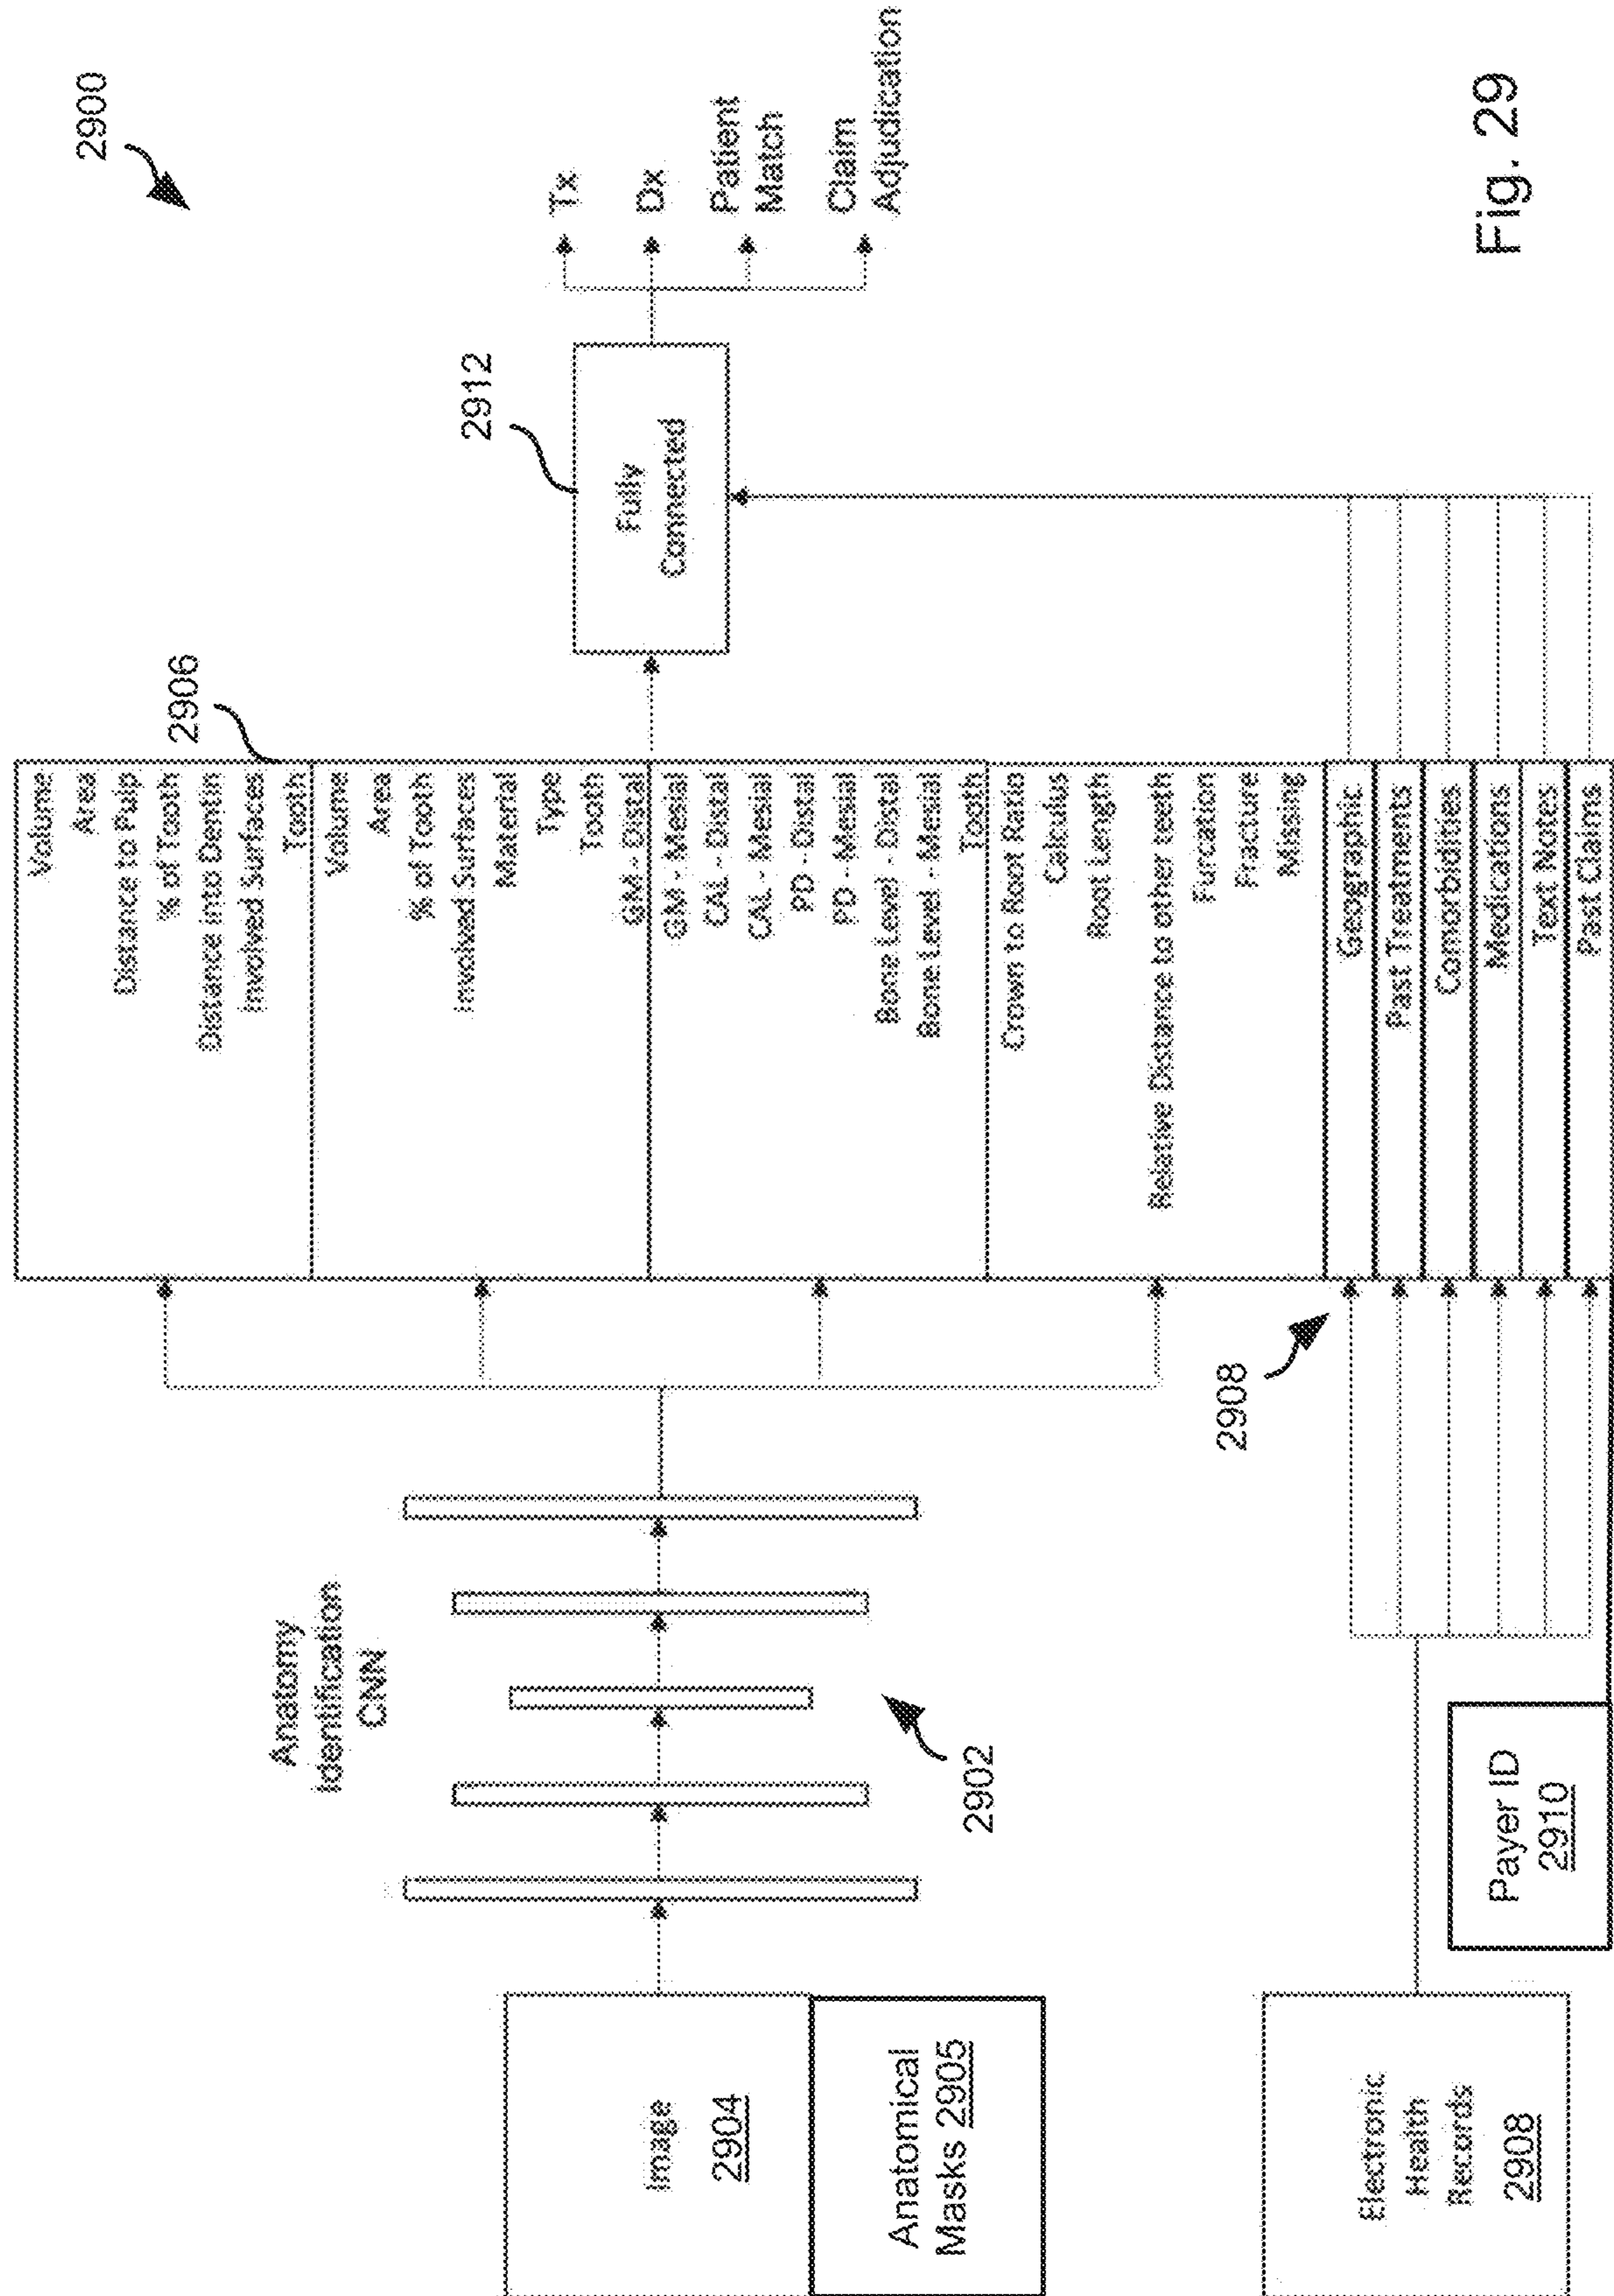 2900
Image
2904
Anatomical
Masks 2905
Electronic
Health
Records
2908
Anatomy
Identification
CNN
2902
Payer ID
2910
2908
2906
Volume
Area
Distance to Pulp
% of Tooth
Distance into Dentin
Involved Surfaces
Tooth
Volume
Area
% of Tooth
Involved Surfaces
Material
Type
Tooth
GM - Distal
GM - Mesial
CAL - Distal
CAL - Mesial
PD - Distal
PD - Mesial
Bone Level - Distal
Bone Level - Mesial
Tooth
Crown to Root Ratio
Calculus
Root Length
Relative Distance to other teeth
Furcation
Fracture
Missing
Geographic
Past Treatments
Comorbidities
Medications
Text Notes
Past Claims
2912
Fully
Connected
Tx
Dx
Patient
Match
Claim
Adjudication
Fig. 29